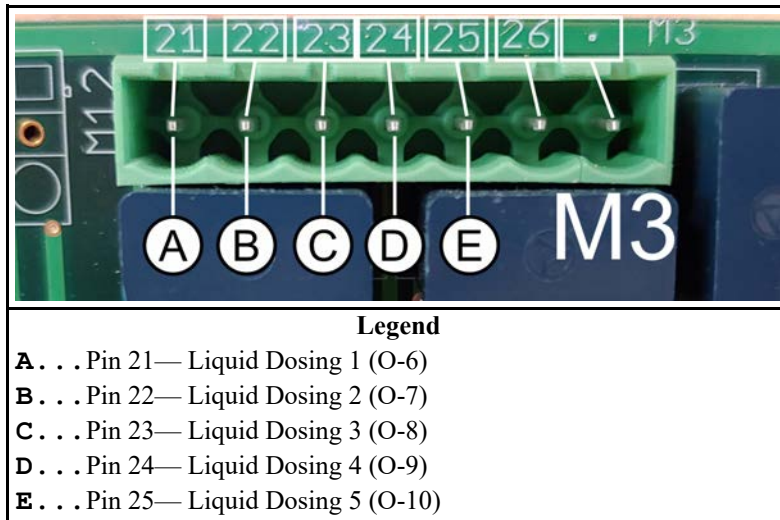 21 22 23 24 25 26 . M3
M12
A B C D E M3
Legend
A...Pin 21— Liquid Dosing 1 (O-6)
B...Pin 22— Liquid Dosing 2 (O-7)
C...Pin 23— Liquid Dosing 3 (O-8)
D...Pin 24— Liquid Dosing 4 (O-9)
E...Pin 25— Liquid Dosing 5 (O-10)